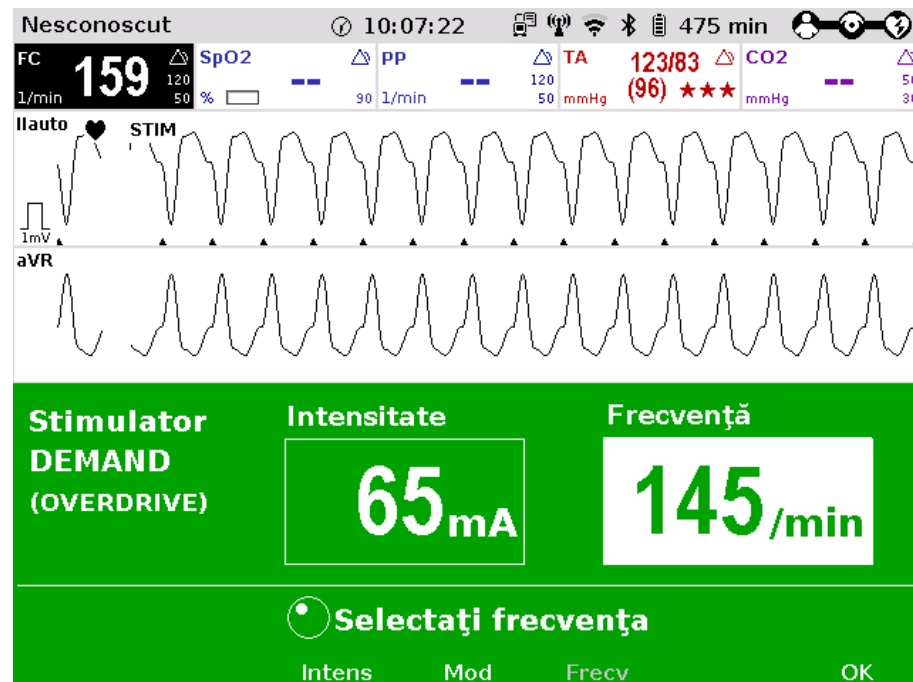 Nesconoscut 10:07:22 475 min
FC 159 120 50 1/min
SpO2 -- 90 %
PP -- 120 50 1/min
TA 123/83 (96) ★★★ mmHg
CO2 -- mmHg
IIauto STIM
1mV
aVR
Stimulator
DEMAND
(OVERDRIVE)
Intensitate
65 mA
Frecvenţă
145 /min
Selectaţi frecvenţa
Intens Mod Frecv OK